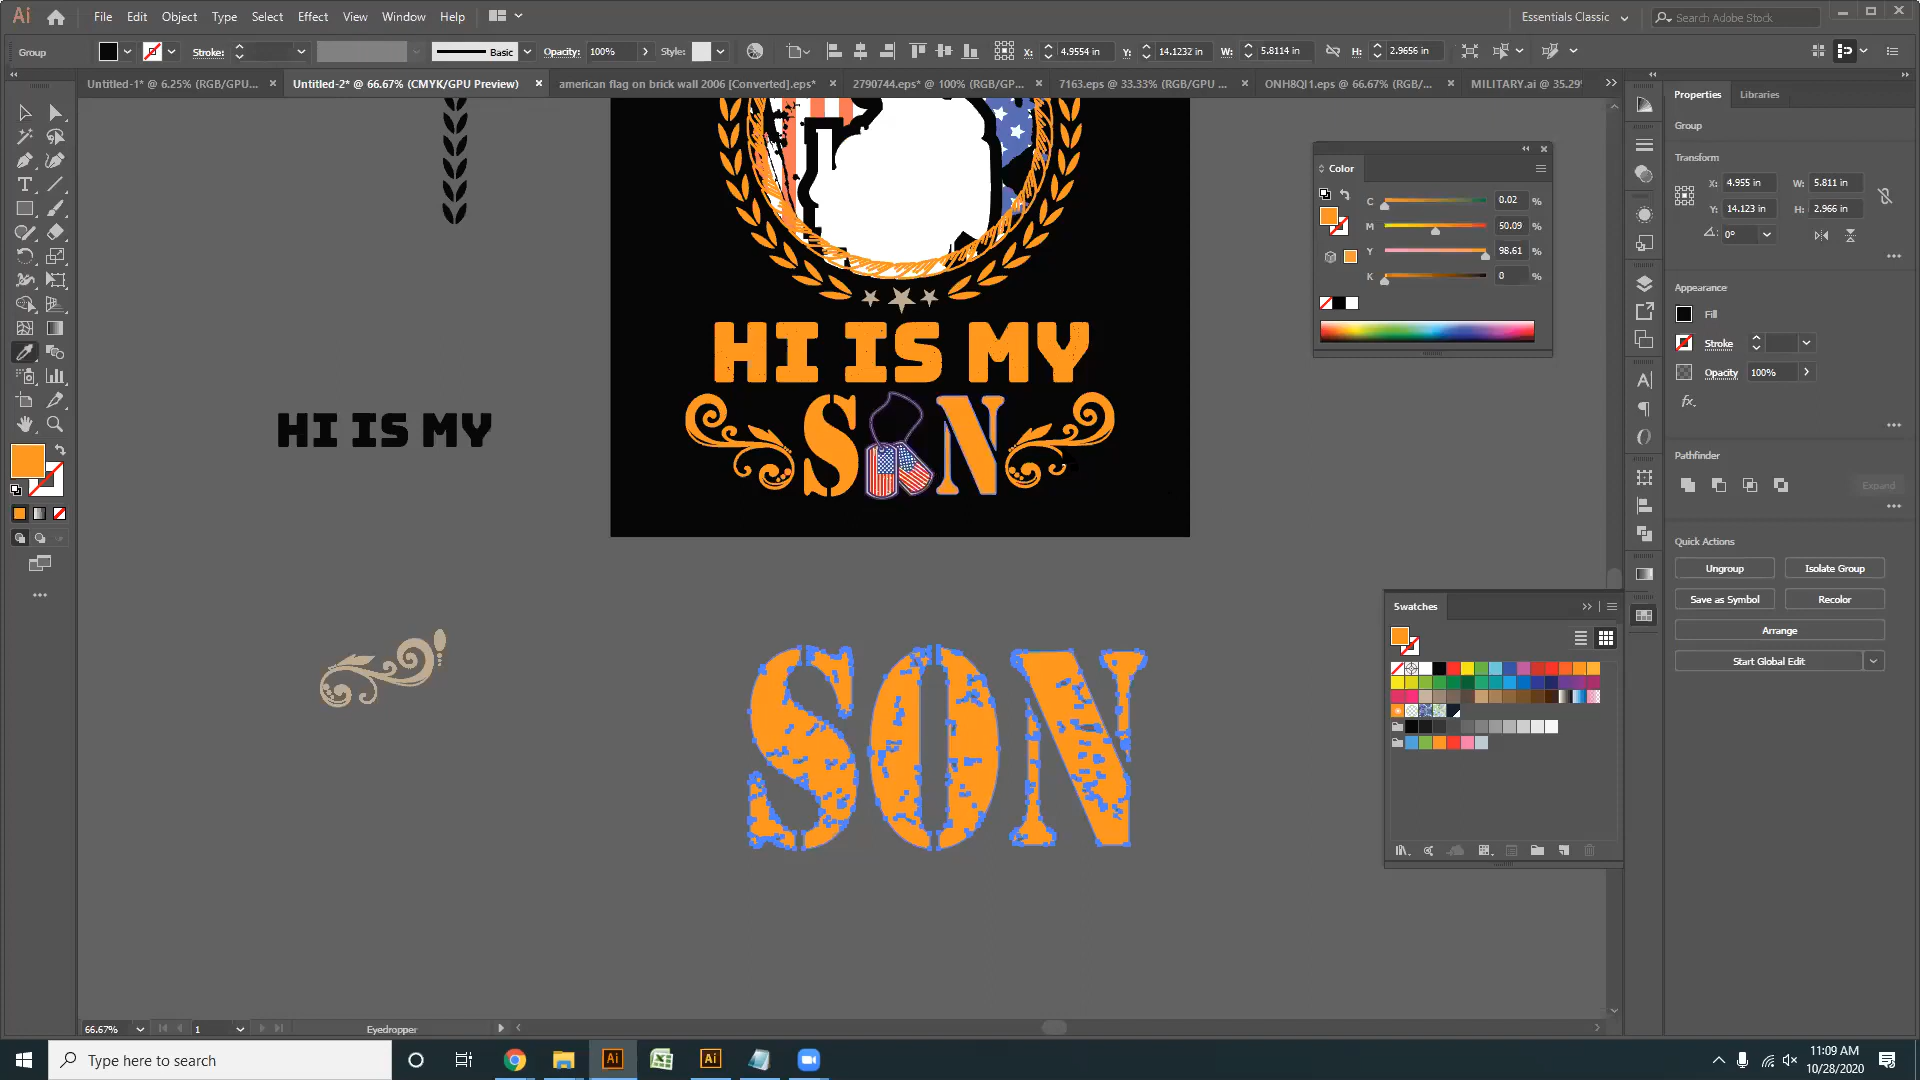 Ai File Edit Object Type Select Effect View Window Help Essentials Classic Search Adobe Stock
Group Stroke: Basic Opacity: 100% Style: X: 4.9554 in Y: 14.1232 in W: 5.8114 in H: 2.9656 in
Untitled-1* @ 6.25% (RGB/GPU... Untitled-2* @ 66.67% (CMYK/GPU Preview) american flag on brick wall 2006 [Converted].eps* 2790744.eps* @ 100% (RGB/GP... 7163.eps @ 33.33% (RGB/GPU ... ONH8QJ1.eps @ 66.67% (RGB/... MILITARY.ai @ 35.29%
Properties Libraries
Group
Transform
X: 4.955 in W: 5.811 in
Y: 14.123 in H: 2.966 in
0°
Appearance
Fill
Stroke
Opacity 100%
fx
Pathfinder
Expand
Quick Actions
Ungroup Isolate Group
Save as Symbol Recolor
Arrange
Start Global Edit
Color
C 0.02 %
M 50.09 %
Y 98.61 %
K 0 %
HI IS MY
S N
HI IS MY
SON
Swatches
66.67% 1 Eyedropper
Type here to search
11:09 AM
10/28/2020